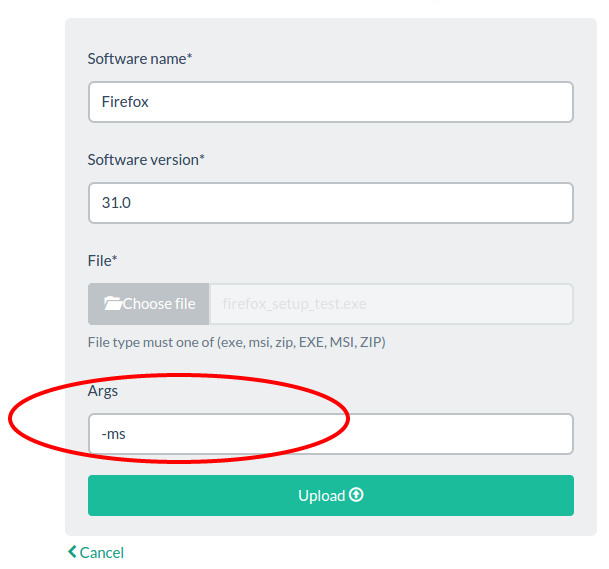 Software name*
Firefox
Software version*
31.0
File*
Choose file firefox_setup_test.exe
File type must one of (exe, msi, zip, EXE, MSI, ZIP)
Args
-ms
Upload
Cancel